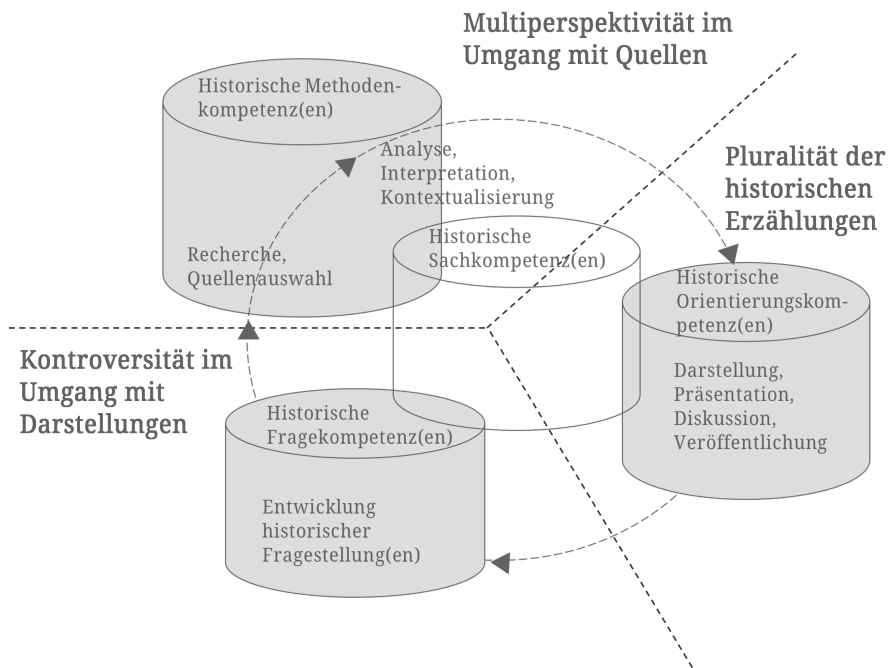 Multiperspektivität im
Umgang mit Quellen
Historische Methoden-
kompetenz(en)
Analyse,
Interpretation,
Kontextualisierung
Recherche,
Quellenauswahl
Pluralität der
historischen
Erzählungen
Historische
Sachkompetenz(en)
Historische
Orientierungskom-
petenz(en)
Darstellung,
Präsentation,
Diskussion,
Veröffentlichung
Kontroversität im
Umgang mit
Darstellungen
Historische
Fragekompetenz(en)
Entwicklung
historischer
Fragestellung(en)